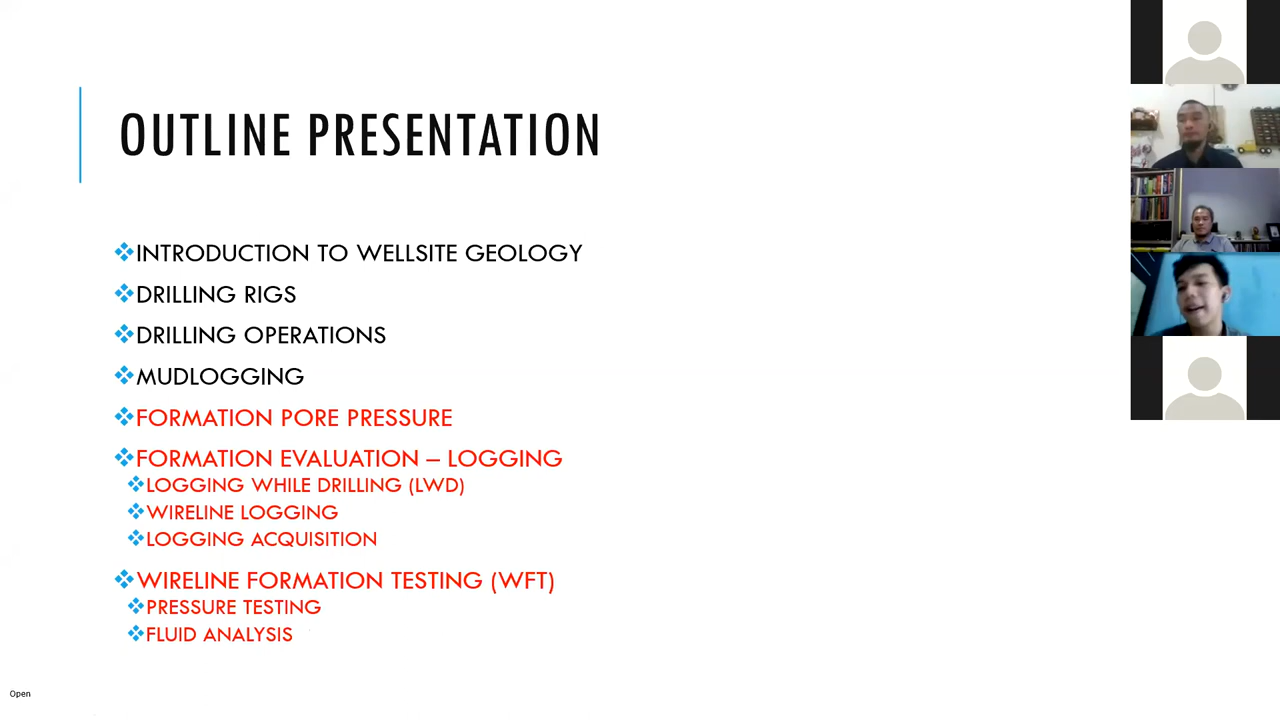 OUTLINE PRESENTATION
INTRODUCTION TO WELLSITE GEOLOGY
DRILLING RIGS
DRILLING OPERATIONS
MUDLOGGING
FORMATION PORE PRESSURE
FORMATION EVALUATION – LOGGING
LOGGING WHILE DRILLING (LWD)
WIRELINE LOGGING
LOGGING ACQUISITION
WIRELINE FORMATION TESTING (WFT)
PRESSURE TESTING
FLUID ANALYSIS
Open